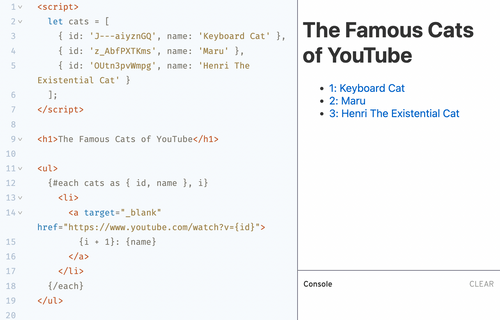 1 <script>
2 let cats = [
3 { id: 'J---aiyznGQ', name: 'Keyboard Cat' },
4 { id: 'z_AbfPXTKms', name: 'Maru' },
5 { id: 'OUtn3pvWmpg', name: 'Henri The
Existential Cat' }
6 ];
7 </script>
8
9 <h1>The Famous Cats of YouTube</h1>
10
11 <ul>
12 {#each cats as { id, name }, i}
13 <li>
14 <a target="_blank"
href="https://www.youtube.com/watch?v={id}">
15 {i + 1}: {name}
16 </a>
17 </li>
18 {/each}
19 </ul>
20
The Famous Cats
of YouTube
• 1: Keyboard Cat
• 2: Maru
• 3: Henri The Existential Cat
Console CLEAR